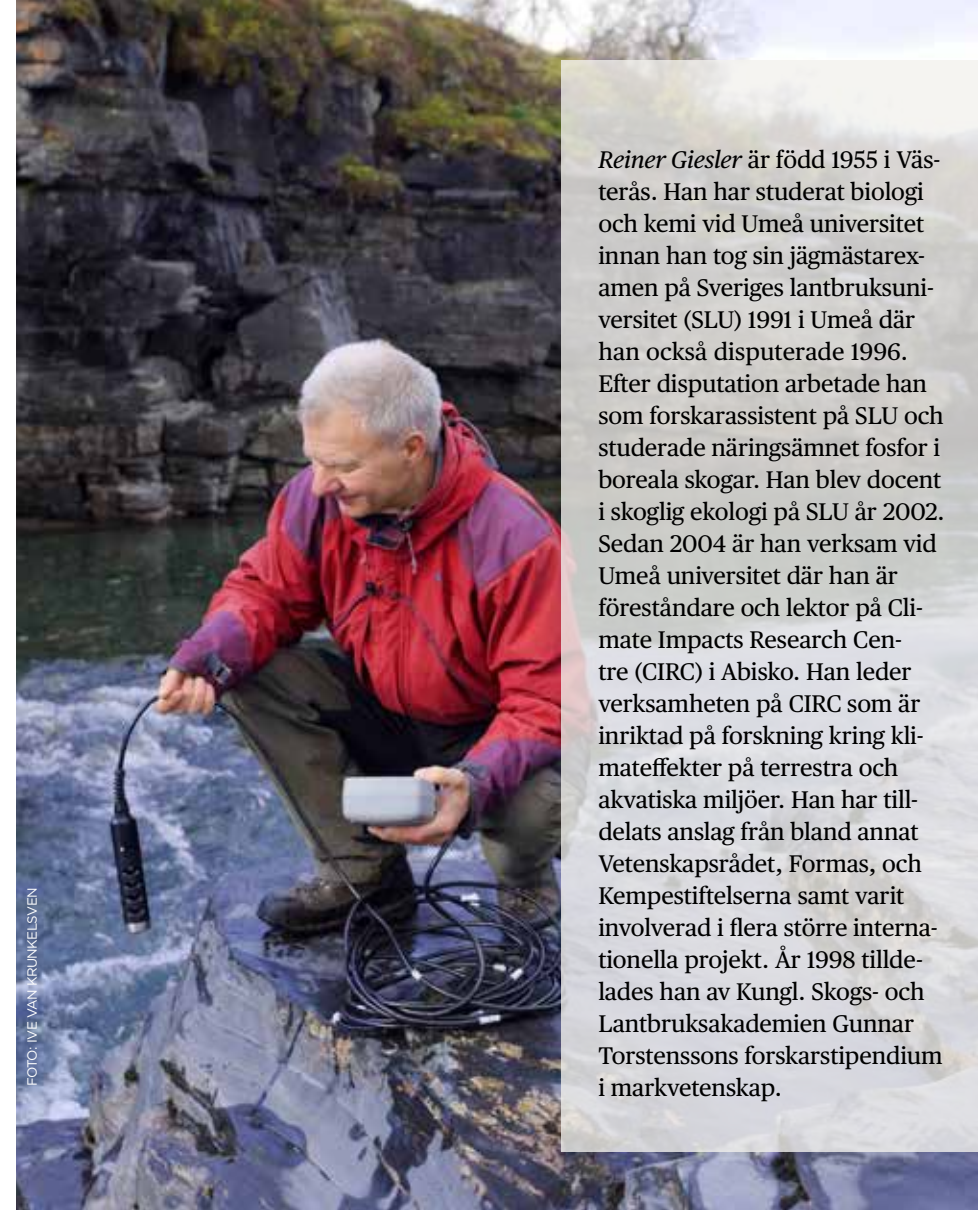 Reiner Giesler är född 1955 i Väs-
terås. Han har studerat biologi
och kemi vid Umeå universitet
innan han tog sin jägmästarex-
amen på Sveriges lantbruksuni-
versitet (SLU) 1991 i Umeå där
han också disputerade 1996.
Efter disputation arbetade han
som forskarassistent på SLU och
studerade näringsämnet fosfor i
boreala skogar. Han blev docent
i skoglig ekologi på SLU år 2002.
Sedan 2004 är han verksam vid
Umeå universitet där han är
föreståndare och lektor på Cli-
mate Impacts Research Cen-
tre (CIRC) i Abisko. Han leder
verksamheten på CIRC som är
inriktad på forskning kring kli-
mateffekter på terrestra och
akvatiska miljöer. Han har till-
delats anslag från bland annat
Vetenskapsrådet, Formas, och
Kempestiftelserna samt varit
involverad i flera större interna-
tionella projekt. År 1998 tillde-
lades han av Kungl. Skogs- och
Lantbruksakademien Gunnar
Torstenssons forskarstipendium
i markvetenskap.
FOTO: IVE VAN KRUNKELSVEN